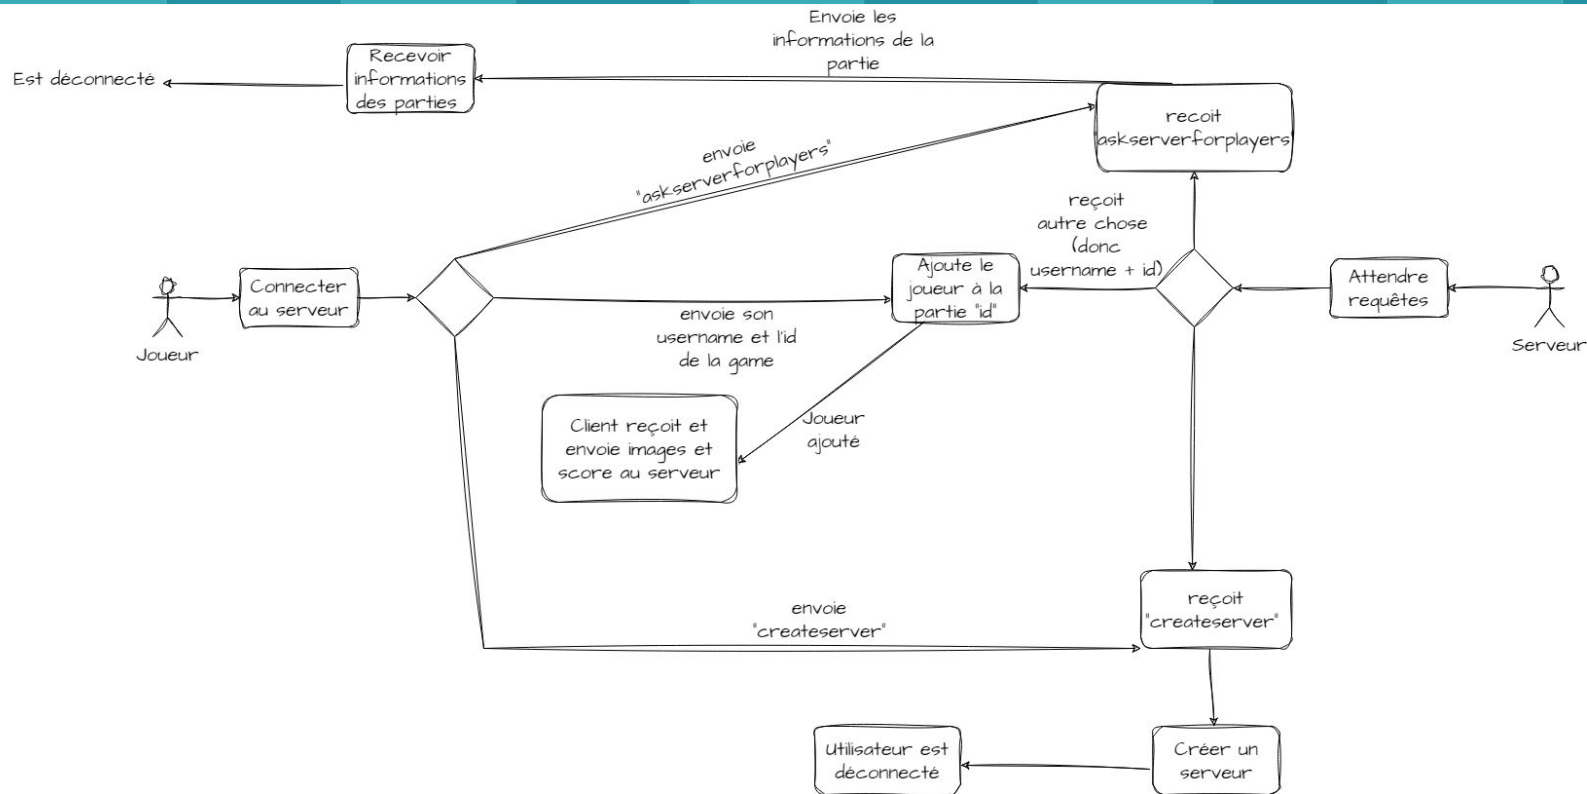 Envoie les
informations de la
partie
Recevoir
informations
des parties
Est déconnecté
recoit
"askserverforplayers"
envoie
"askserverforplayers"
reçoit
autre chose
(donc
username + id)
Connecter
au serveur
Joueur
Ajoute le
joueur à la
partie "id"
Attendre
requêtes
Serveur
envoie son
username et l'id
de la game
Client reçoit et
envoie images et
score au serveur
Joueur
ajouté
envoie
"createserver"
reçoit
"createserver"
Utilisateur est
déconnecté
Créer un
serveur